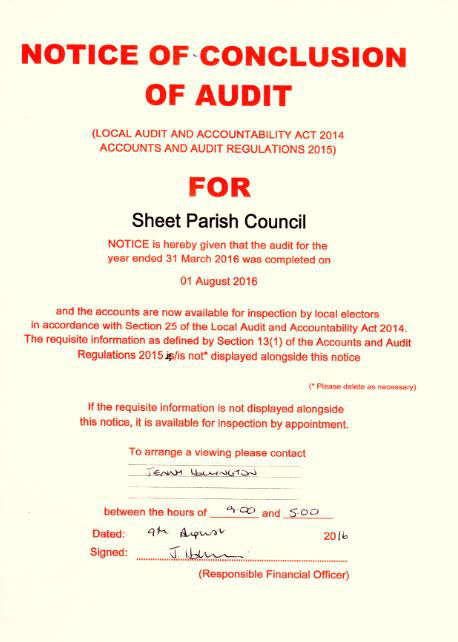 NOTICE OF CONCLUSION
OF AUDIT
(LOCAL AUDIT AND ACCOUNTABILITY ACT 2014
ACCOUNTS AND AUDIT REGULATIONS 2015)
FOR
Sheet Parish Council
NOTICE is hereby given that the audit for the
year ended 31 March 2016 was completed on
01 August 2016
and the accounts are now available for inspection by local electors
in accordance with Section 25 of the Local Audit and Accountability Act 2014.
The requisite information as defined by Section 13(1) of the Accounts and Audit
Regulations 2015 is/is not* displayed alongside this notice
(* Please delete as necessary)
If the requisite information is not displayed alongside
this notice, it is available for inspection by appointment.
To arrange a viewing please contact
JENNY
between the hours of 9.00 and 5.00
Dated: 9th August 2016
Signed: J.
(Responsible Financial Officer)